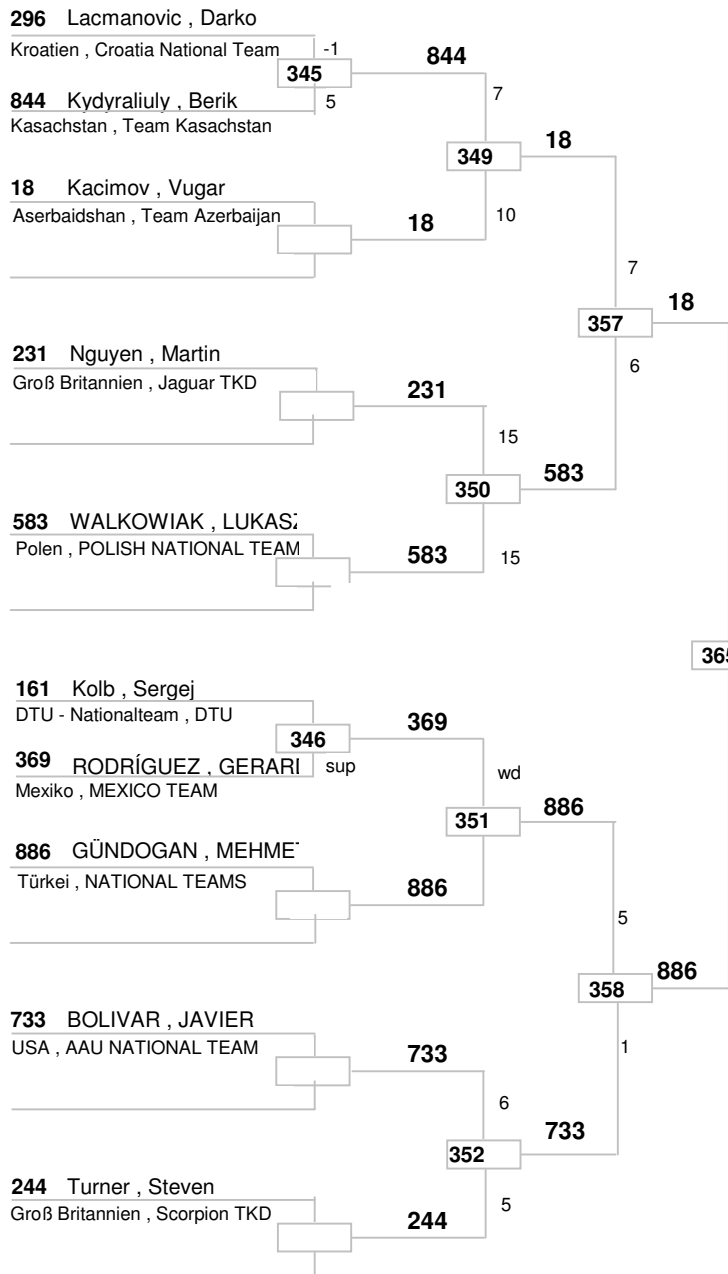 296 Lacmanovic , Darko
Kroatien , Croatia National Team
-1
345
844
844 Kydyraliuly , Berik
5
Kasachstan , Team Kasachstan
7
349
18
18 Kacimov , Vugar
Aserbaidshan , Team Azerbaijan
18
10
7
18
357
231 Nguyen , Martin
Groß Britannien , Jaguar TKD
6
231
15
350
583
583 WALKOWIAK , LUKASZ
Polen , POLISH NATIONAL TEAM
583
15
365
161 Kolb , Sergej
DTU - Nationalteam , DTU
346
369
369 RODRÍGUEZ , GERARD
sup
Mexiko , MEXICO TEAM
wd
351
886
886 GÜNDOGAN , MEHMET
Türkei , NATIONAL TEAMS
886
5
886
358
733 BOLIVAR , JAVIER
USA , AAU NATIONAL TEAM
733
1
6
352
733
244 Turner , Steven
Groß Britannien , Scorpion TKD
244
5